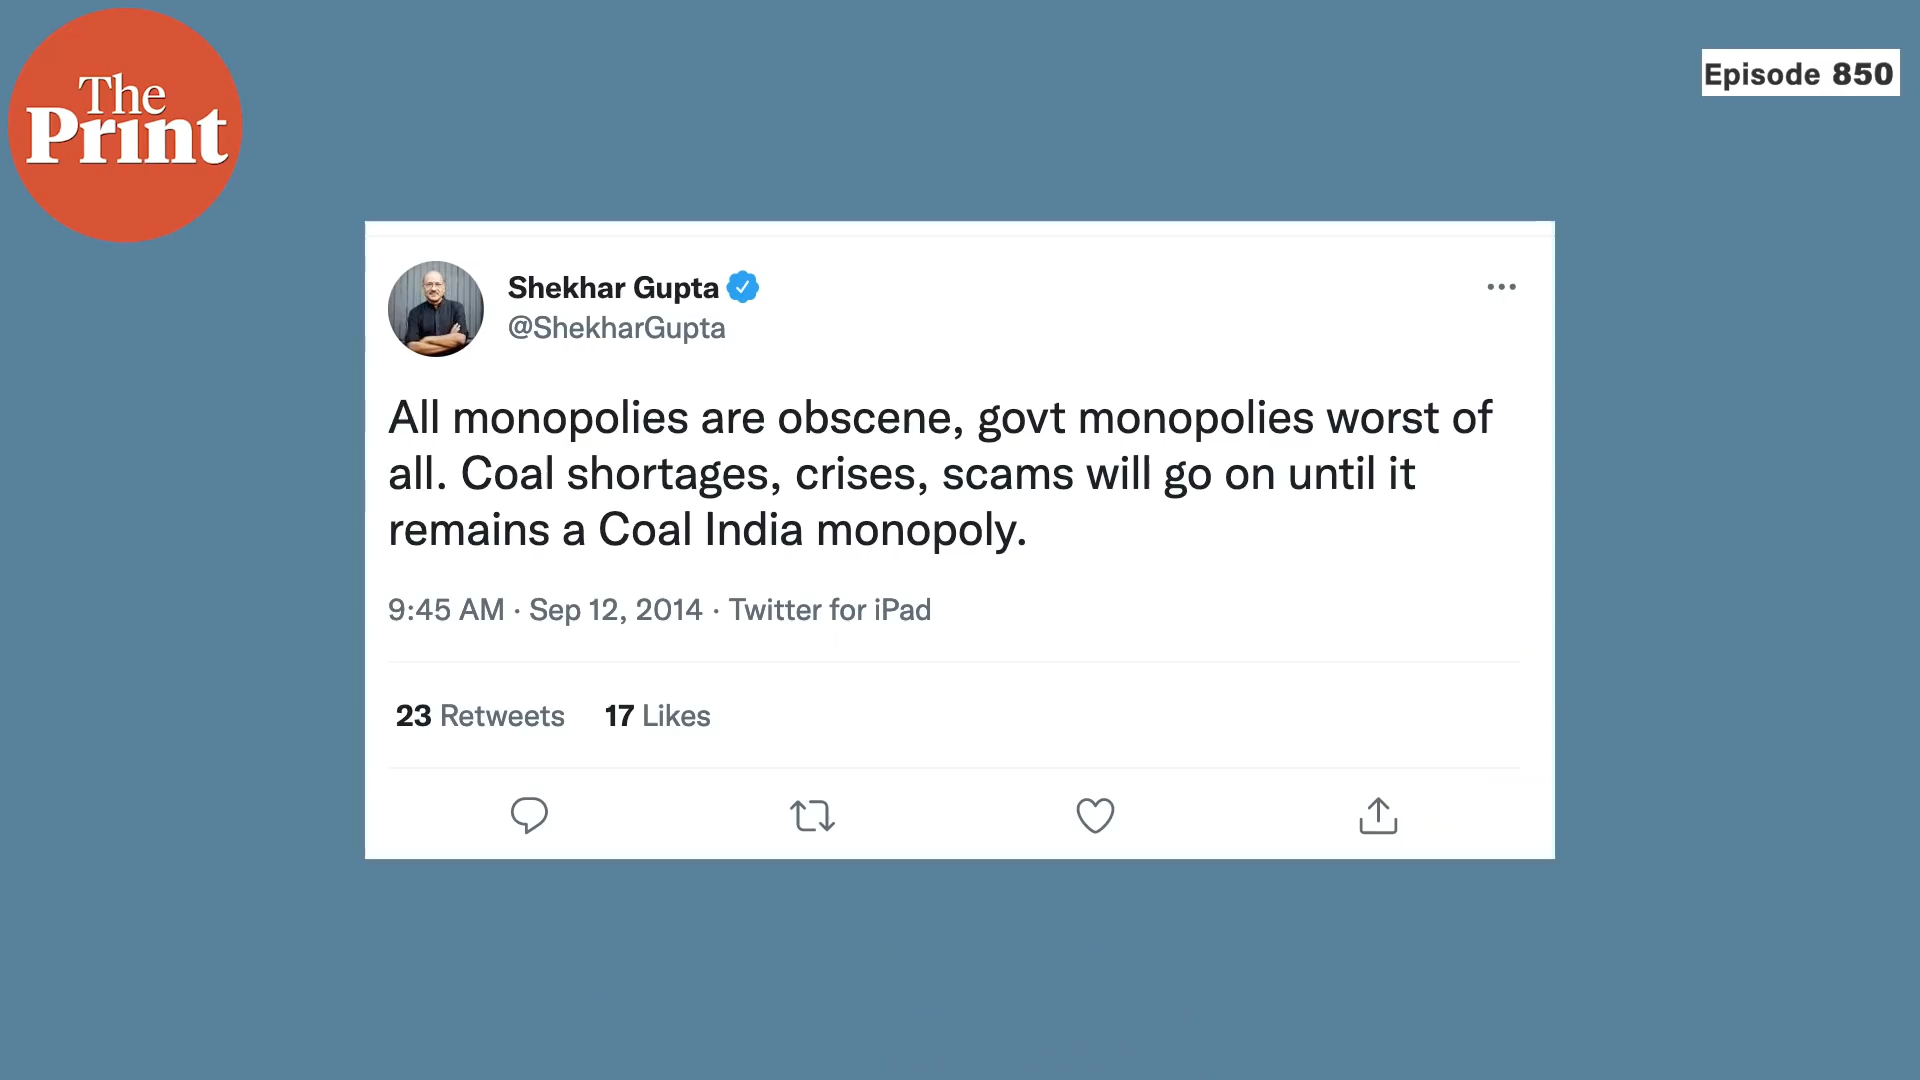 The
Print
Episode 850
Shekhar Gupta
@ShekharGupta
All monopolies are obscene, govt monopolies worst of
all. Coal shortages, crises, scams will go on until it
remains a Coal India monopoly.
9:45 AM · Sep 12, 2014 · Twitter for iPad
23 Retweets 17 Likes